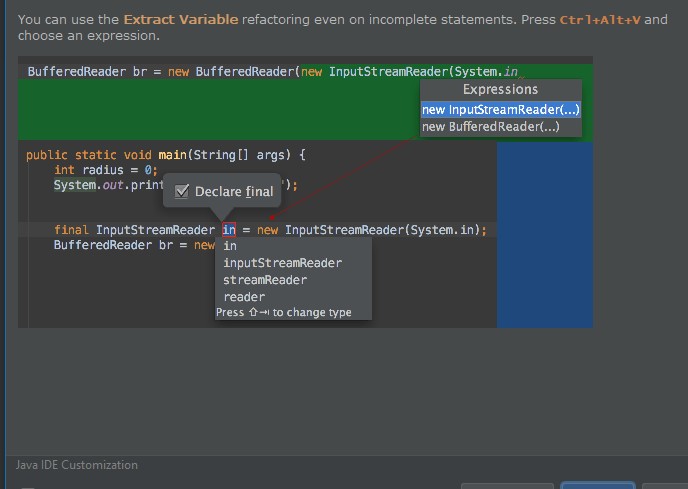 You can use the Extract Variable refactoring even on incomplete statements. Press Ctrl+Alt+V and
choose an expression.
BufferedReader br = new BufferedReader(new InputStreamReader(System.in
Expressions
new InputStreamReader(...)
new BufferedReader(...)
public static void main(String[] args) {
int radius = 0;
System.out.print ");
Declare final
final InputStreamReader in = new InputStreamReader(System.in);
BufferedReader br = new
in
inputStreamReader
streamReader
reader
Press ⇧⇥ to change type
Java IDE Customization